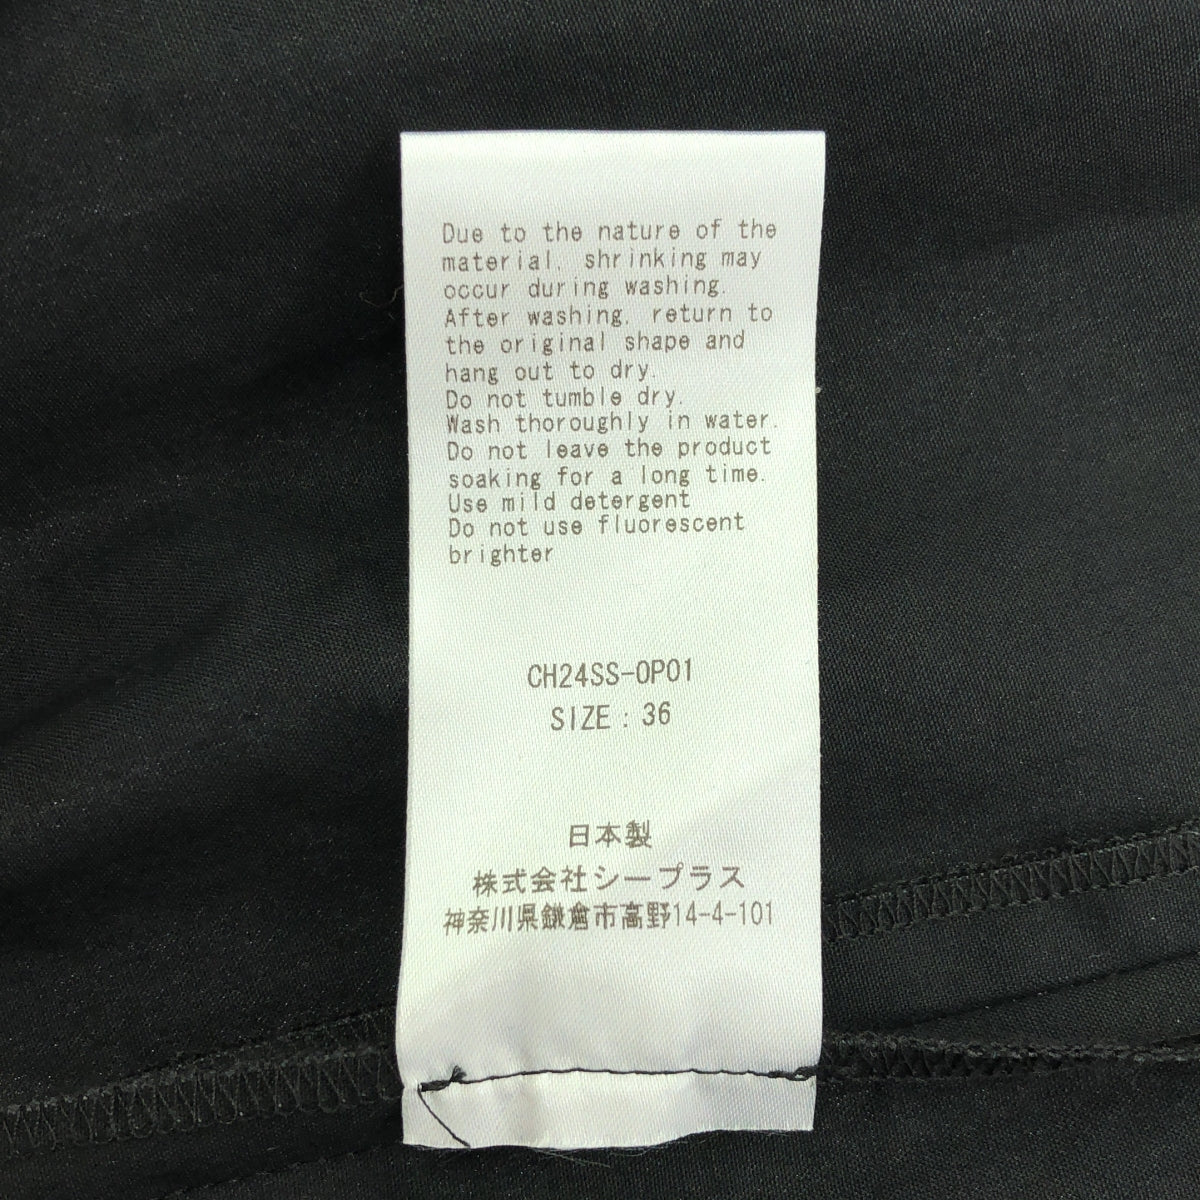 Due to the nature of the
material, shrinking may
occur during washing.
After washing, return to
the original shape and
hang out to dry.
Do not tumble dry.
Wash thoroughly in water.
Do not leave the product
soaking for a long time.
Use mild detergent
Do not use fluorescent
brighter
CH24SS-OP01
SIZE : 36
日本製
株式会社シープラス
神奈川県鎌倉市高野14-4-101